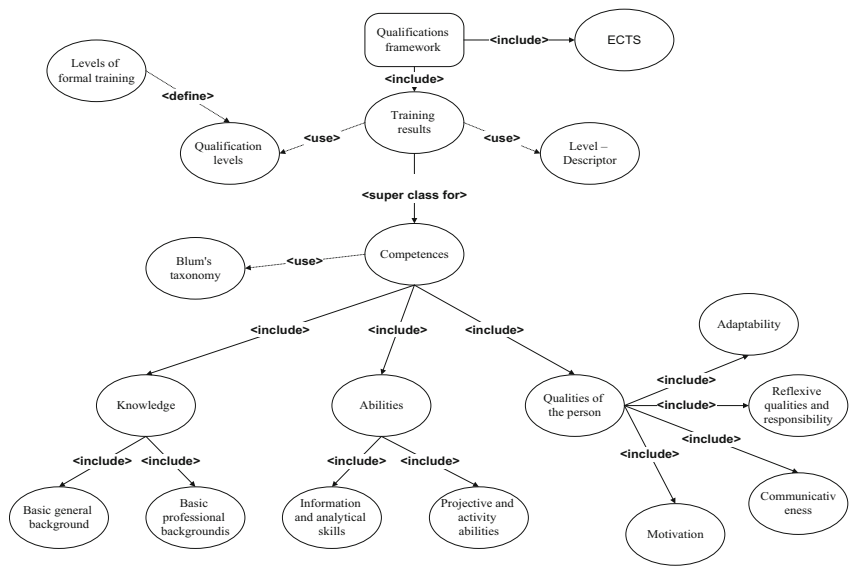 Qualifications
framework
<include>
ECTS
Levels of
formal training
<include>
<define>
Training
results
<use>
<use>
Qualification
levels
Level –
Descriptor
<super class for>
Blum's
taxonomy
<use>
Competences
<include>
<include>
<include>
Adaptability
Knowledge
Abilities
Qualities of
the person
<include>
<include>
Reflexive
qualities and
responsibility
<include>
<include>
<include>
<include>
<include>
<include>
Basic general
background
Basic
professional
backgroundis
Information
and analytical
skills
Projective and
activity
abilities
Motivation
Communicativ
eness